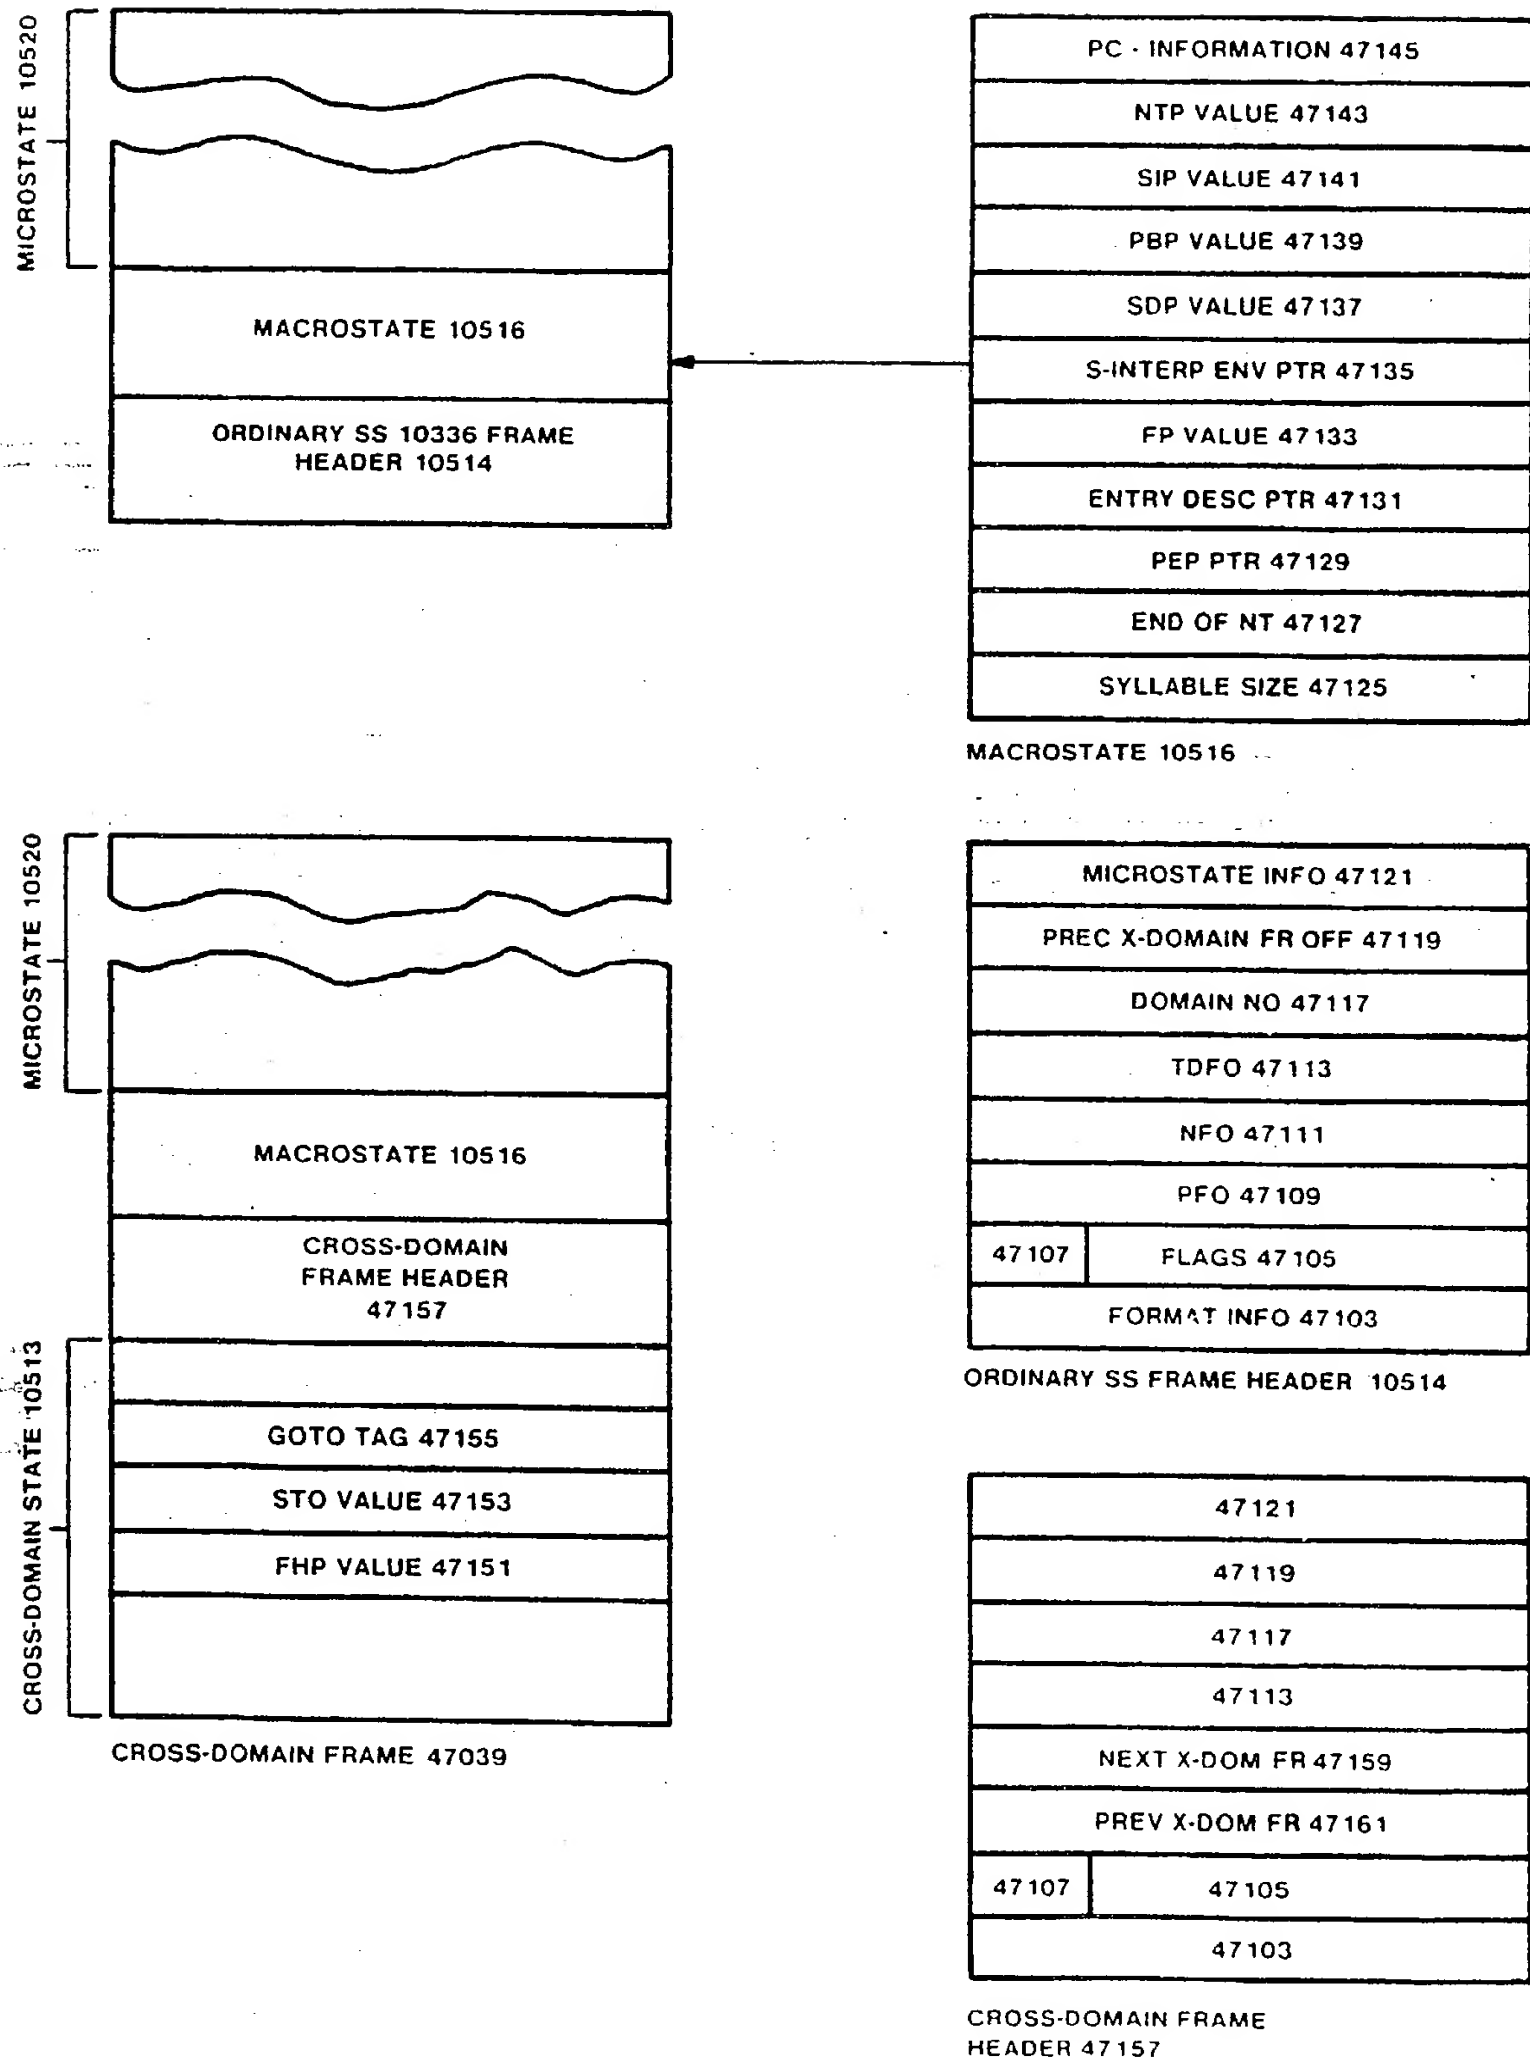 MICROSTATE 10520
MACROSTATE 10516
ORDINARY SS 10336 FRAME
HEADER 10514
PC - INFORMATION 47145
NTP VALUE 47143
SIP VALUE 47141
PBP VALUE 47139
SDP VALUE 47137
S-INTERP ENV PTR 47135
FP VALUE 47133
ENTRY DESC PTR 47131
PEP PTR 47129
END OF NT 47127
SYLLABLE SIZE 47125
MACROSTATE 10516
MICROSTATE 10520
MACROSTATE 10516
CROSS-DOMAIN
FRAME HEADER
47157
CROSS-DOMAIN STATE 10513
GOTO TAG 47155
STO VALUE 47153
FHP VALUE 47151
CROSS-DOMAIN FRAME 47039
MICROSTATE INFO 47121
PREC X-DOMAIN FR OFF 47119
DOMAIN NO 47117
TDFO 47113
NFO 47111
PFO 47109
47107 FLAGS 47105
FORMAT INFO 47103
ORDINARY SS FRAME HEADER 10514
47121
47119
47117
47113
NEXT X-DOM FR 47159
PREV X-DOM FR 47161
47107 47105
47103
CROSS-DOMAIN FRAME
HEADER 47157